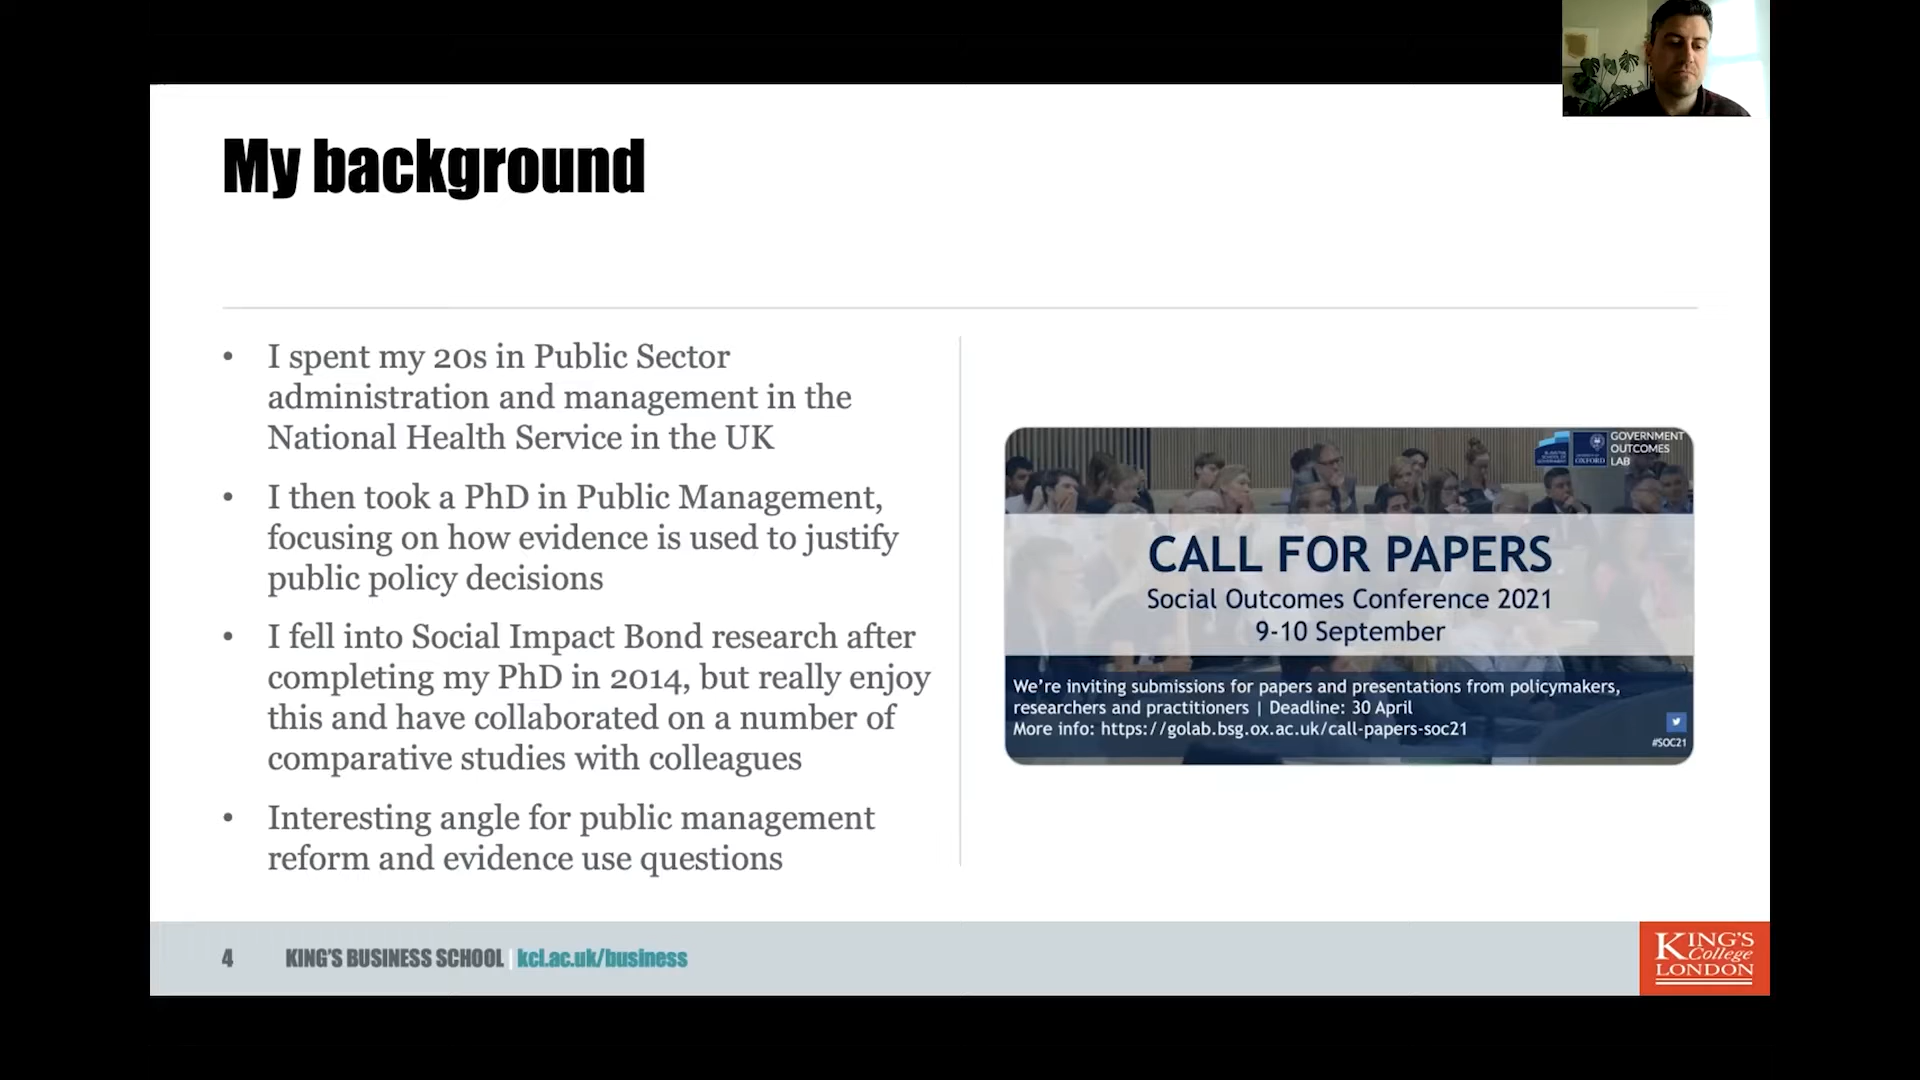 My background
• I spent my 20s in Public Sector
administration and management in the
National Health Service in the UK
• I then took a PhD in Public Management,
focusing on how evidence is used to justify
public policy decisions
• I fell into Social Impact Bond research after
completing my PhD in 2014, but really enjoy
this and have collaborated on a number of
comparative studies with colleagues
• Interesting angle for public management
reform and evidence use questions
GOVERNMENT
OUTCOMES
LAB
OXFORD
CALL FOR PAPERS
Social Outcomes Conference 2021
9-10 September
We're inviting submissions for papers and presentations from policymakers,
researchers and practitioners | Deadline: 30 April
More info: https://golab.bsg.ox.ac.uk/call-papers-soc21
#SOC21
4 KING'S BUSINESS SCHOOL | kcl.ac.uk/business
KING'S
College
LONDON